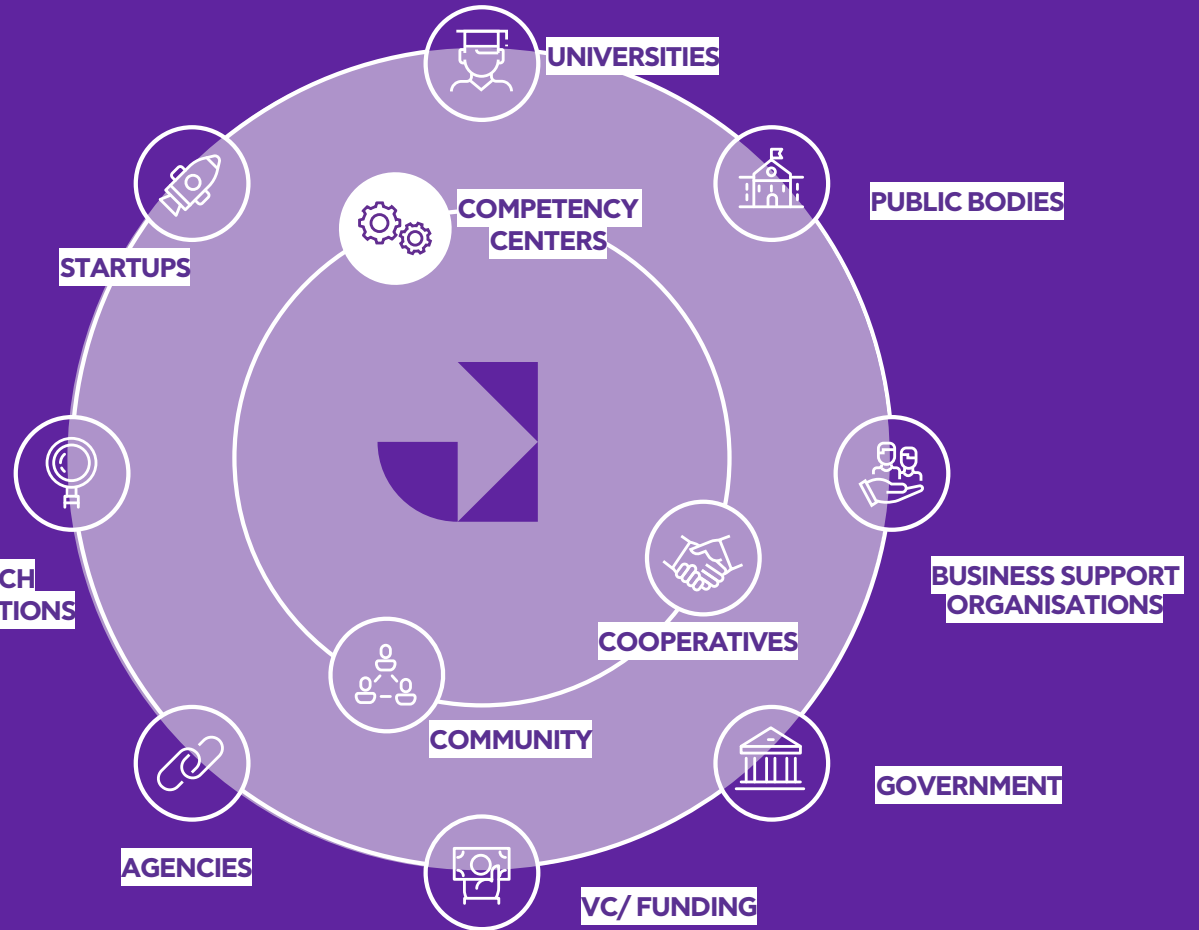 UNIVERSITIES
PUBLIC BODIES
COMPETENCY
CENTERS
STARTUPS
CH
TIONS
BUSINESS SUPPORT
ORGANISATIONS
COOPERATIVES
COMMUNITY
GOVERNMENT
AGENCIES
VC/ FUNDING